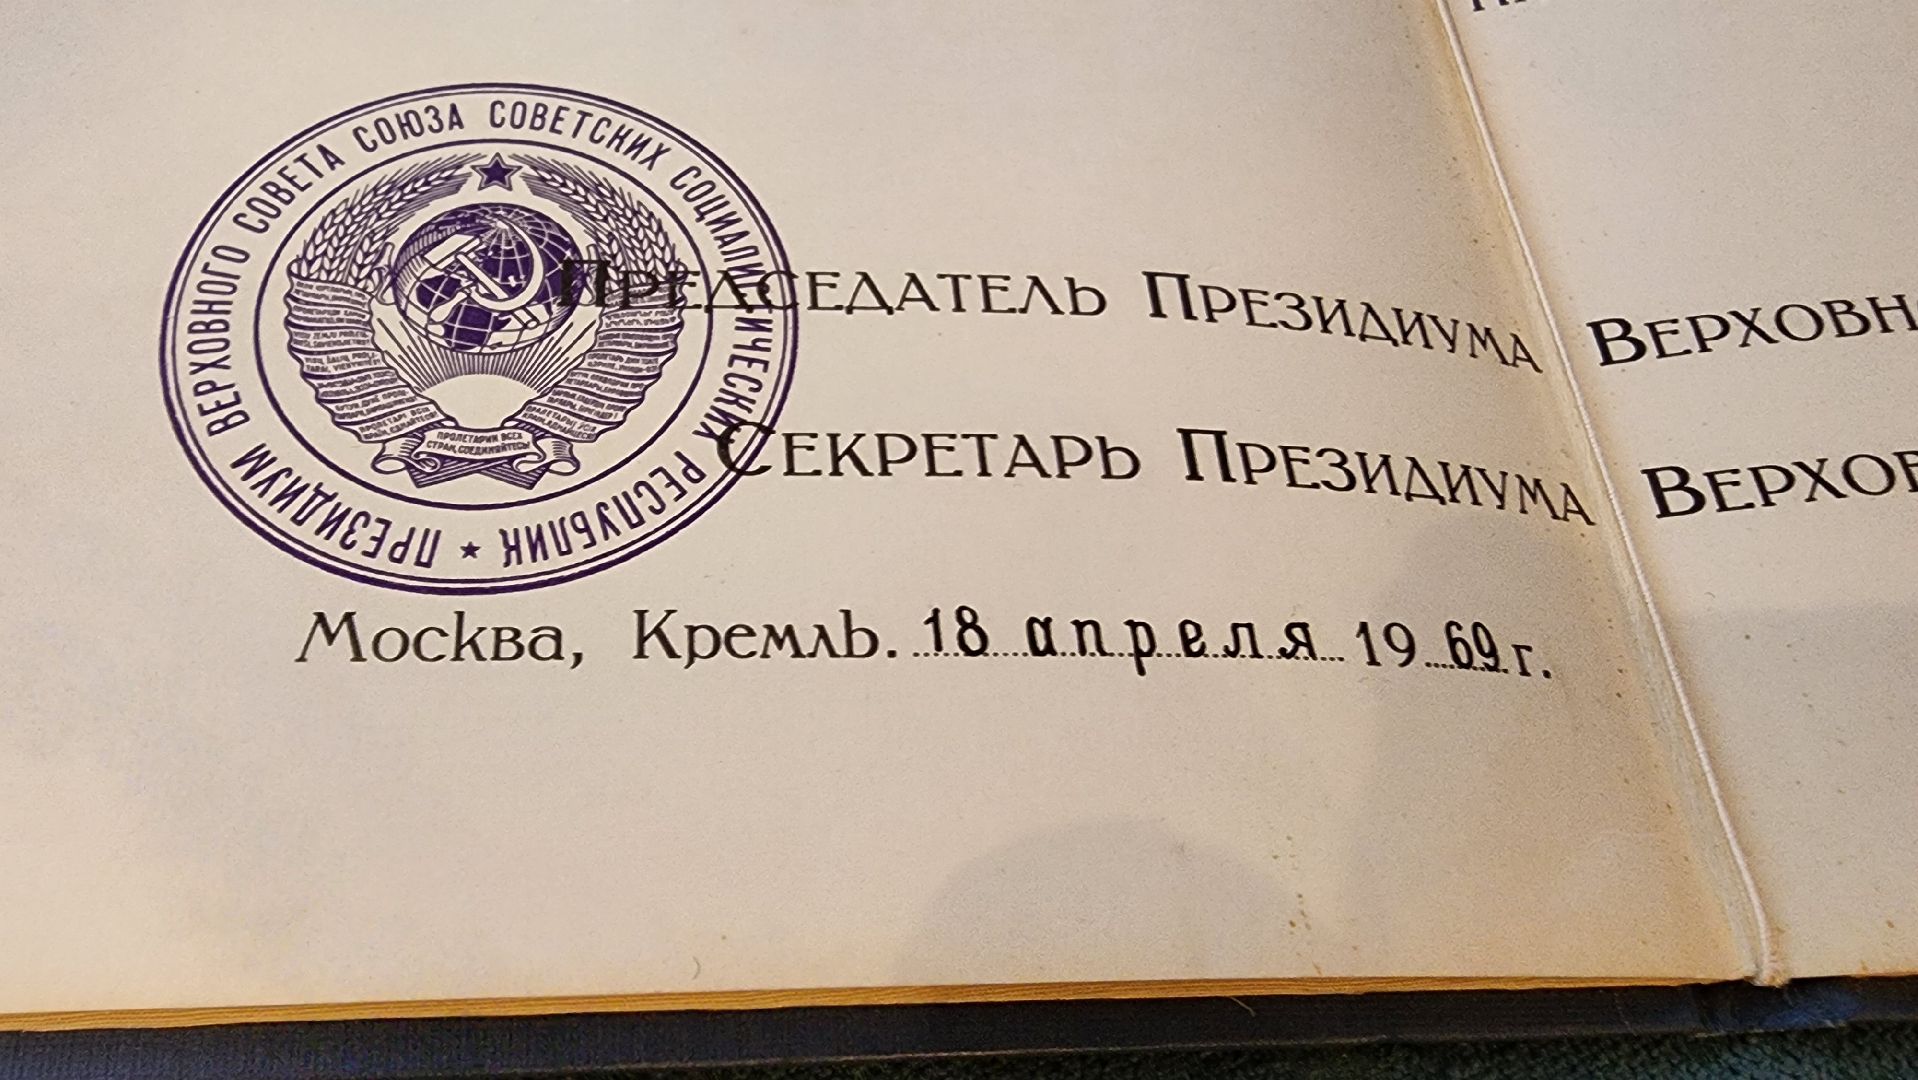 ПРЕЗИДИУМ ВЕРХОВНОГО СОВЕТА СОЮЗА СОВЕТСКИХ СОЦИАЛИСТИЧЕСКИХ РЕСПУБЛИК
ПРОЛЕТАРИИ ВСЕХ
СТРАН, СОЕДИНЯЙТЕСЬ!
Председатель Президиума Верховн
Секретарь Президиума Верхов
Москва, Кремль. 18 апреля 1969 г.